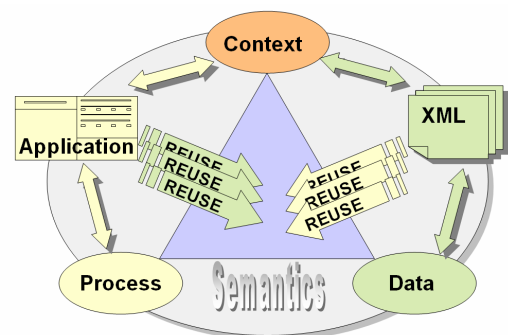 Context
XML
Application
REUSE
REUSE
REUSE
REUSE
REUSE
REUSE
Process
Semantics
Data